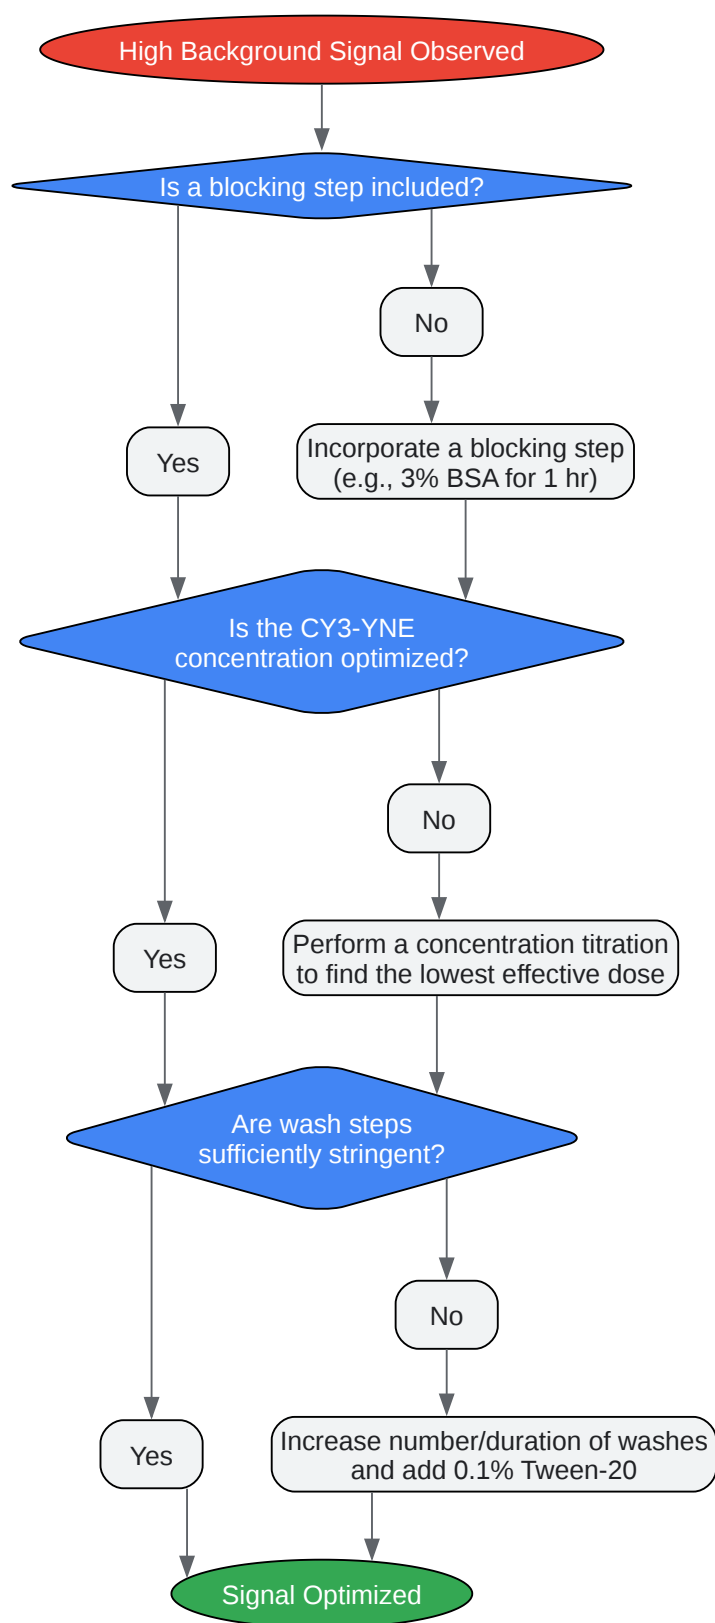 High Background Signal Observed
Is a blocking step included?
No
Yes
Incorporate a blocking step
(e.g., 3% BSA for 1 hr)
Is the CY3-YNE
concentration optimized?
No
Yes
Perform a concentration titration
to find the lowest effective dose
Are wash steps
sufficiently stringent?
No
Yes
Increase number/duration of washes
and add 0.1% Tween-20
Signal Optimized